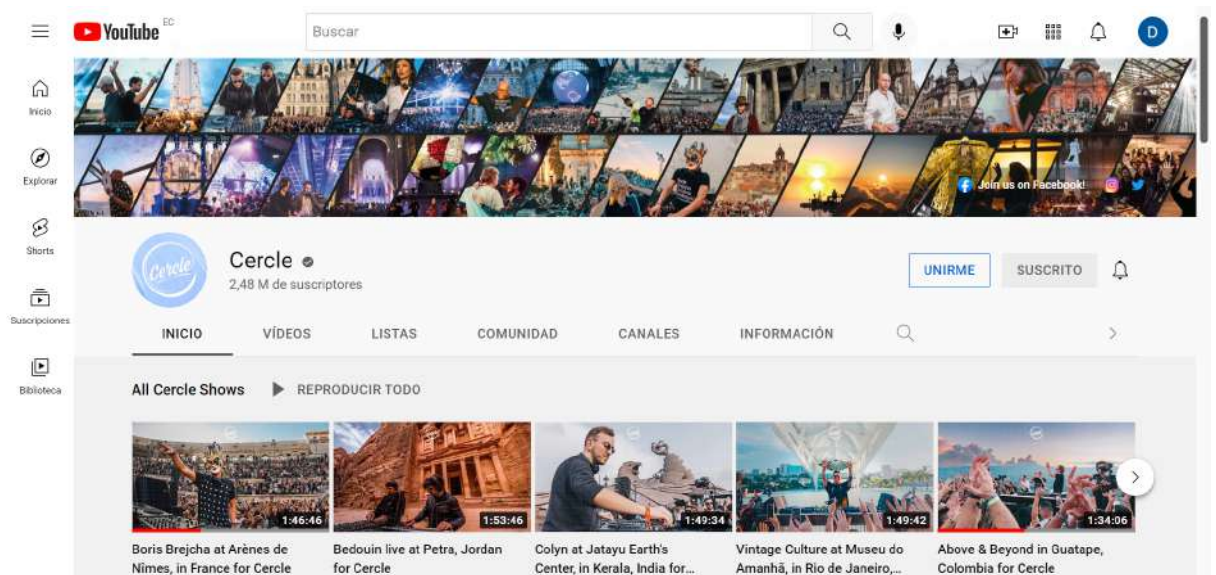 YouTube EC
Buscar
D
Inicio
Explorar
Shorts
Suscripciones
Biblioteca
Join us on Facebook!
Cercle
Cercle
2,48 M de suscriptores
UNIRME
SUSCRITO
INICIO
VÍDEOS
LISTAS
COMUNIDAD
CANALES
INFORMACIÓN
All Cercle Shows
REPRODUCIR TODO
1:46:46
1:53:46
1:49:34
1:49:42
1:34:06
Boris Brejcha at Arènes de
Nîmes, in France for Cercle
Bedouin live at Petra, Jordan
for Cercle
Colyn at Jatayu Earth's
Center, in Kerala, India for...
Vintage Culture at Museu do
Amanhã, in Rio de Janeiro,...
Above & Beyond in Guatape,
Colombia for Cercle